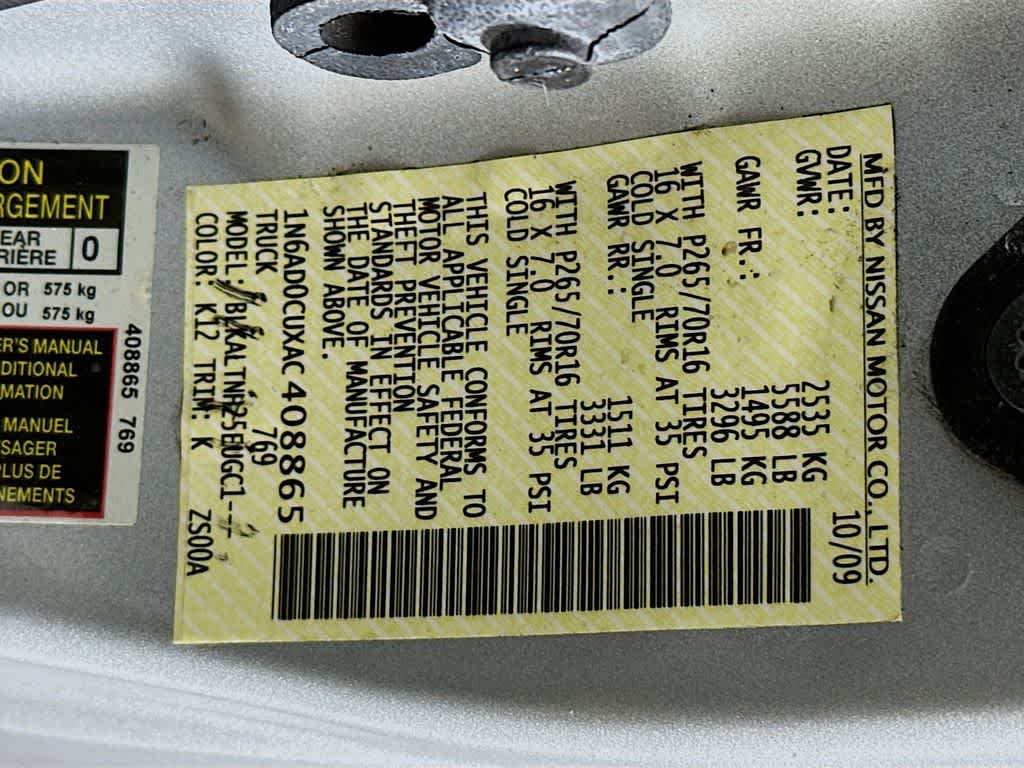 MFD BY NISSAN MOTOR CO., LTD.
DATE: 10/09
GVWR: 2535 KG
5588 LB
GAWR FR.: 1495 KG
3296 LB
WITH P265/70R16 TIRES
16 X 7.0 RIMS AT 35 PSI
COLD SINGLE
GAWR RR.: 1511 KG
3331 LB
WITH P265/70R16 TIRES
16 X 7.0 RIMS AT 35 PSI
COLD SINGLE
THIS VEHICLE CONFORMS TO
ALL APPLICABLE FEDERAL
MOTOR VEHICLE SAFETY AND
THEFT PREVENTION
STANDARDS IN EFFECT ON
THE DATE OF MANUFACTURE
SHOWN ABOVE.
1N6AD0CUXAC408865
TRUCK 769
MODEL:
COLOR: K12 TRIM: K ZS00A
ON
RGEMENT
EAR
RIÈRE 0
OR 575 kg
OU 575 kg
ER'S MANUAL
DITIONAL
MATION
MANUEL
SSAGER
PLUS DE
NEMENTS
408865 769